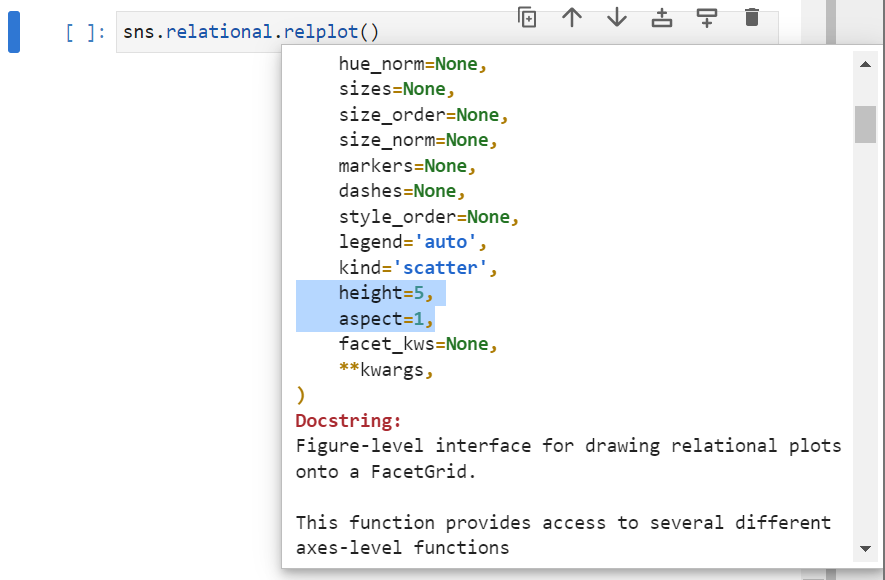 [ ]: sns.relational.relplot()
hue_norm=None,
sizes=None,
size_order=None,
size_norm=None,
markers=None,
dashes=None,
style_order=None,
legend='auto',
kind='scatter',
height=5,
aspect=1,
facet_kws=None,
**kwargs,
)
Docstring:
Figure-level interface for drawing relational plots
onto a FacetGrid.
This function provides access to several different
axes-level functions